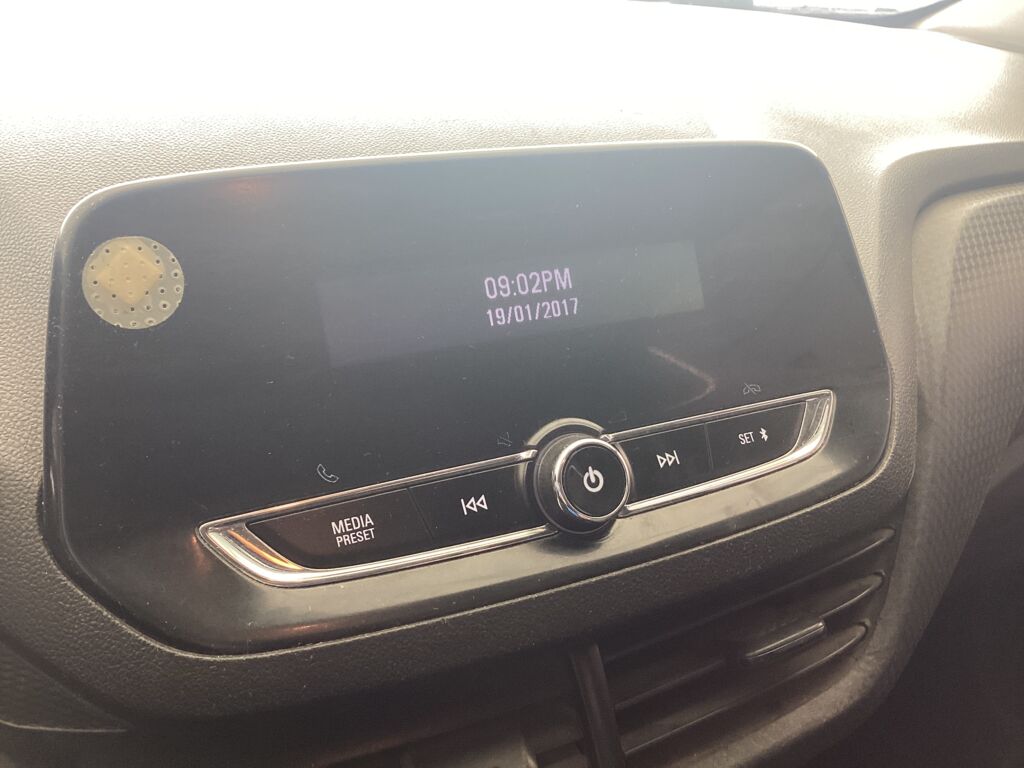 09:02PM
19/01/2017
MEDIA
PRESET
SET